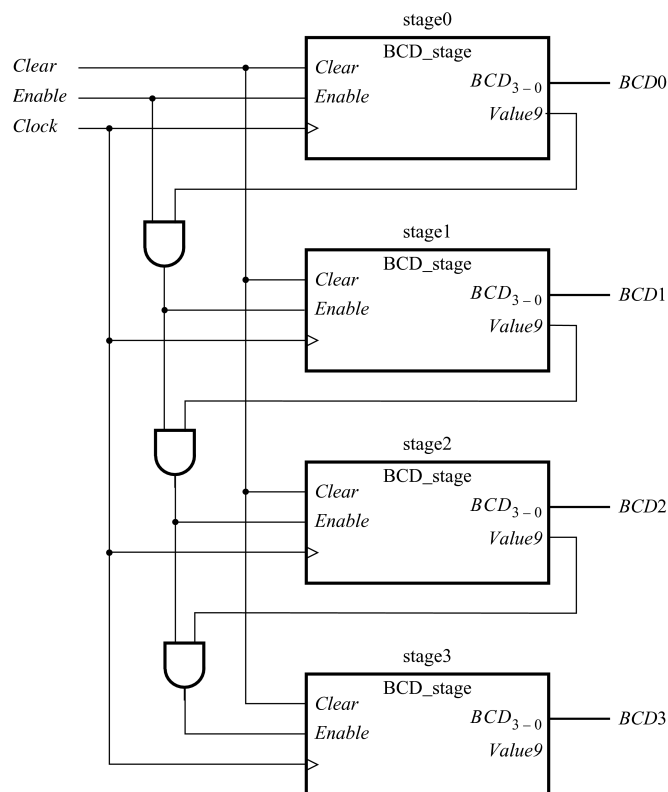 stage0
BCD_stage
Clear
Enable
Clock
Clear
Enable
BCD3–0
Value9
BCD0
stage1
BCD_stage
Clear
Enable
BCD3–0
Value9
BCD1
stage2
BCD_stage
Clear
Enable
BCD3–0
Value9
BCD2
stage3
BCD_stage
Clear
Enable
BCD3–0
Value9
BCD3